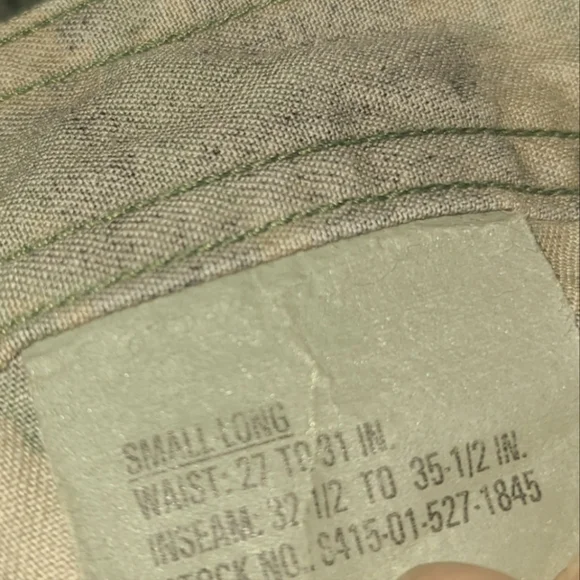 SMALL-LONG
WAIST: 27 TO 31 IN.
INSEAM: 32 1/2 TO 35-1/2 IN.
STOCK NO.: 8415-01-527-1845